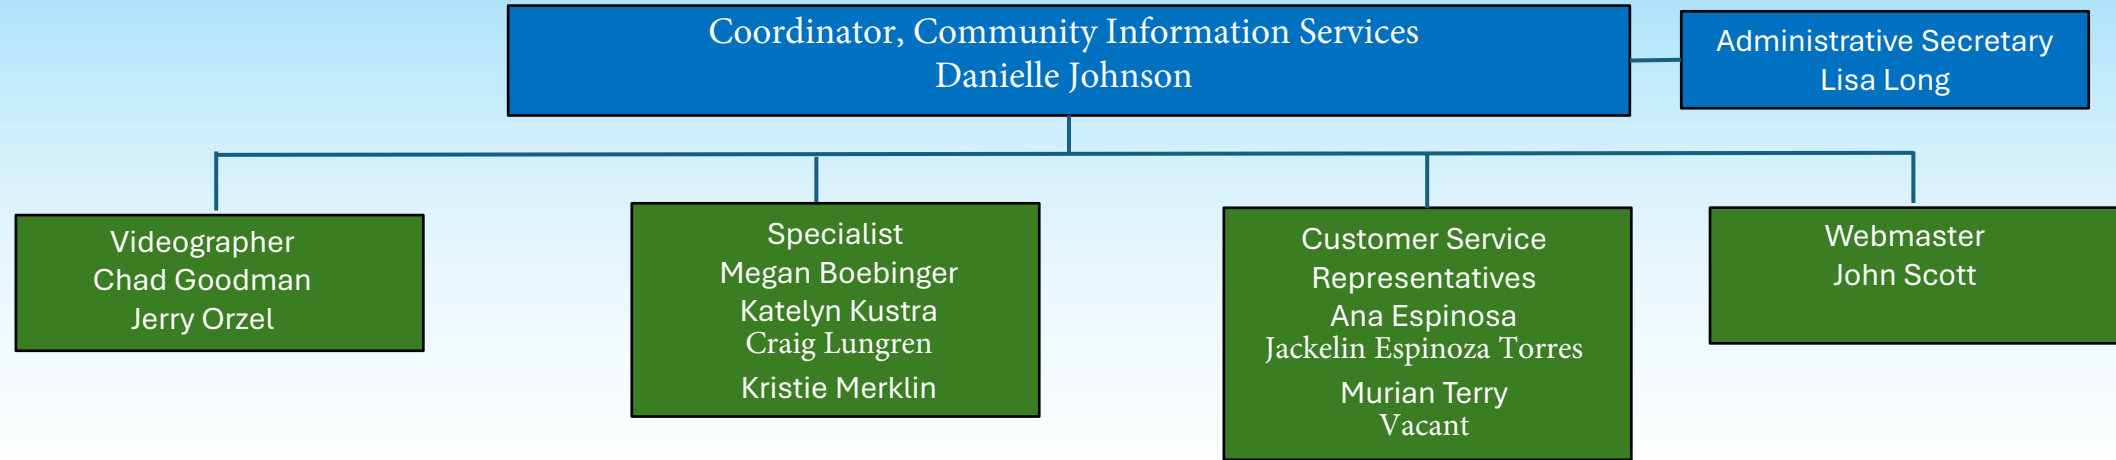 Coordinator, Community Information Services
Danielle Johnson
Administrative Secretary
Lisa Long
Videographer
Chad Goodman
Jerry Orzel
Specialist
Megan Boebinger
Katelyn Kustra
Craig Lungren
Kristie Merklin
Customer Service
Representatives
Ana Espinosa
Jackelin Espinoza Torres
Murian Terry
Vacant
Webmaster
John Scott